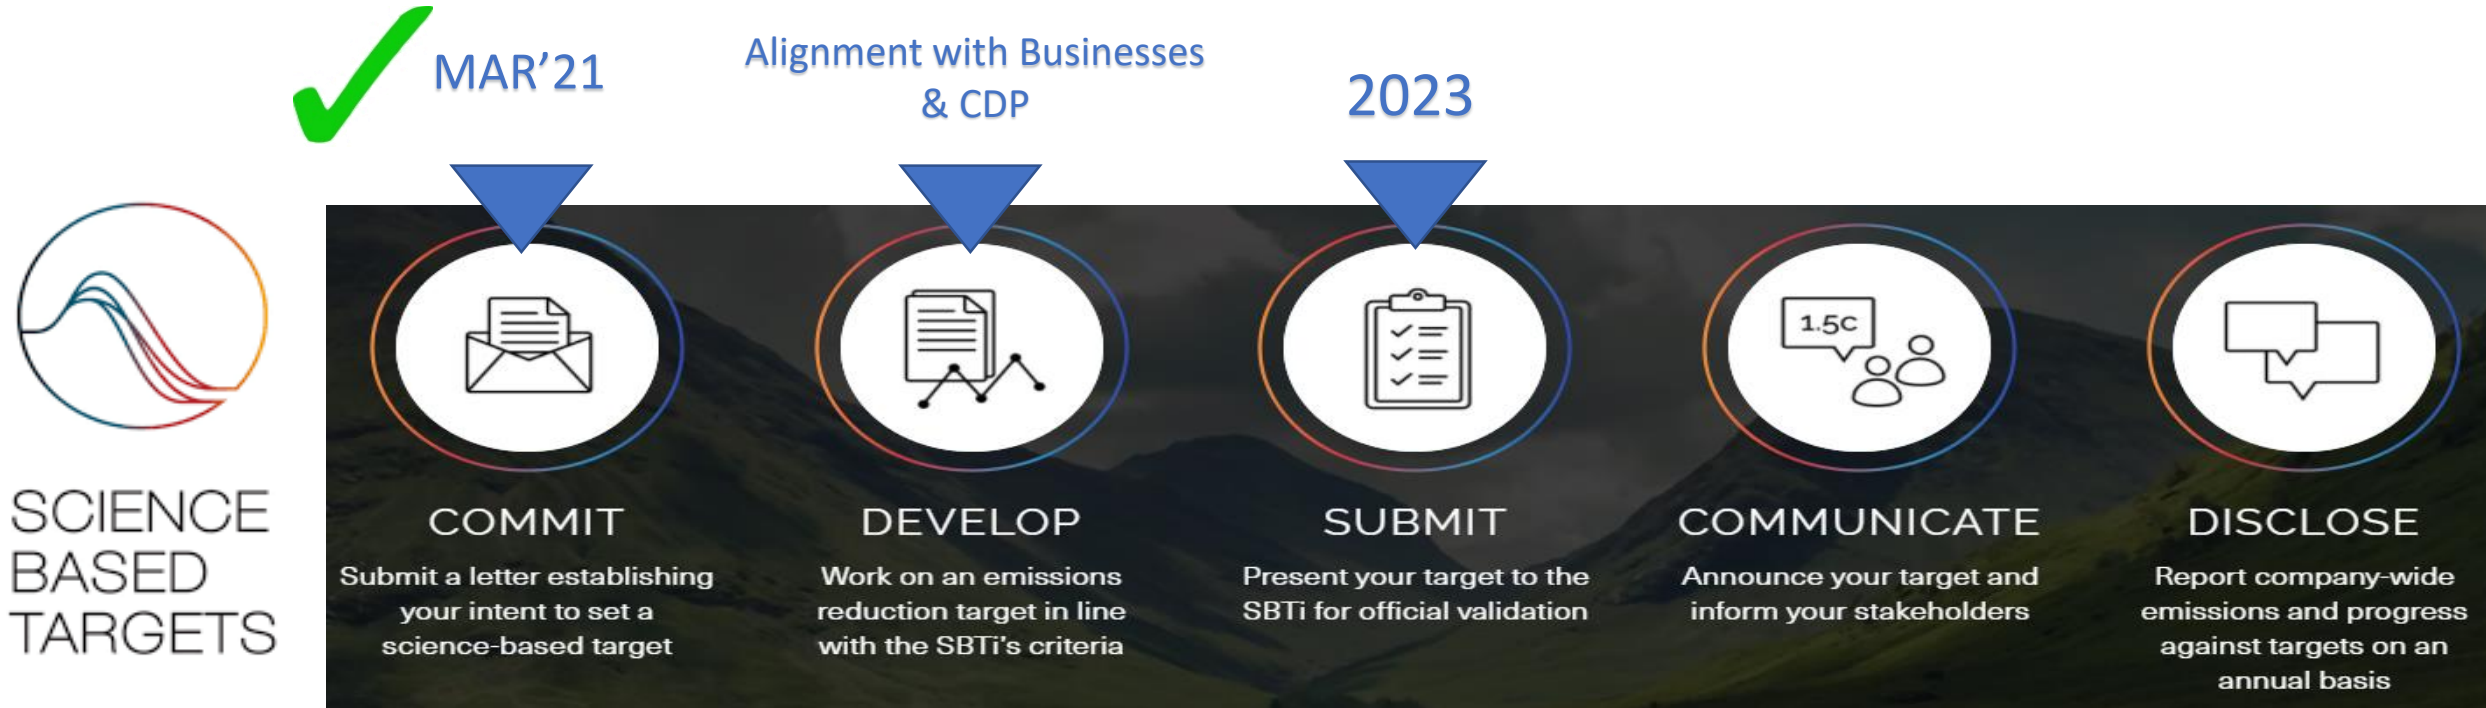 MAR’21
Alignment with Businesses
& CDP
2023
SCIENCE
BASED
TARGETS
COMMIT
Submit a letter establishing
your intent to set a
science-based target
DEVELOP
Work on an emissions
reduction target in line
with the SBTi's criteria
SUBMIT
Present your target to the
SBTi for official validation
1.5C
COMMUNICATE
Announce your target and
inform your stakeholders
DISCLOSE
Report company-wide
emissions and progress
against targets on an
annual basis